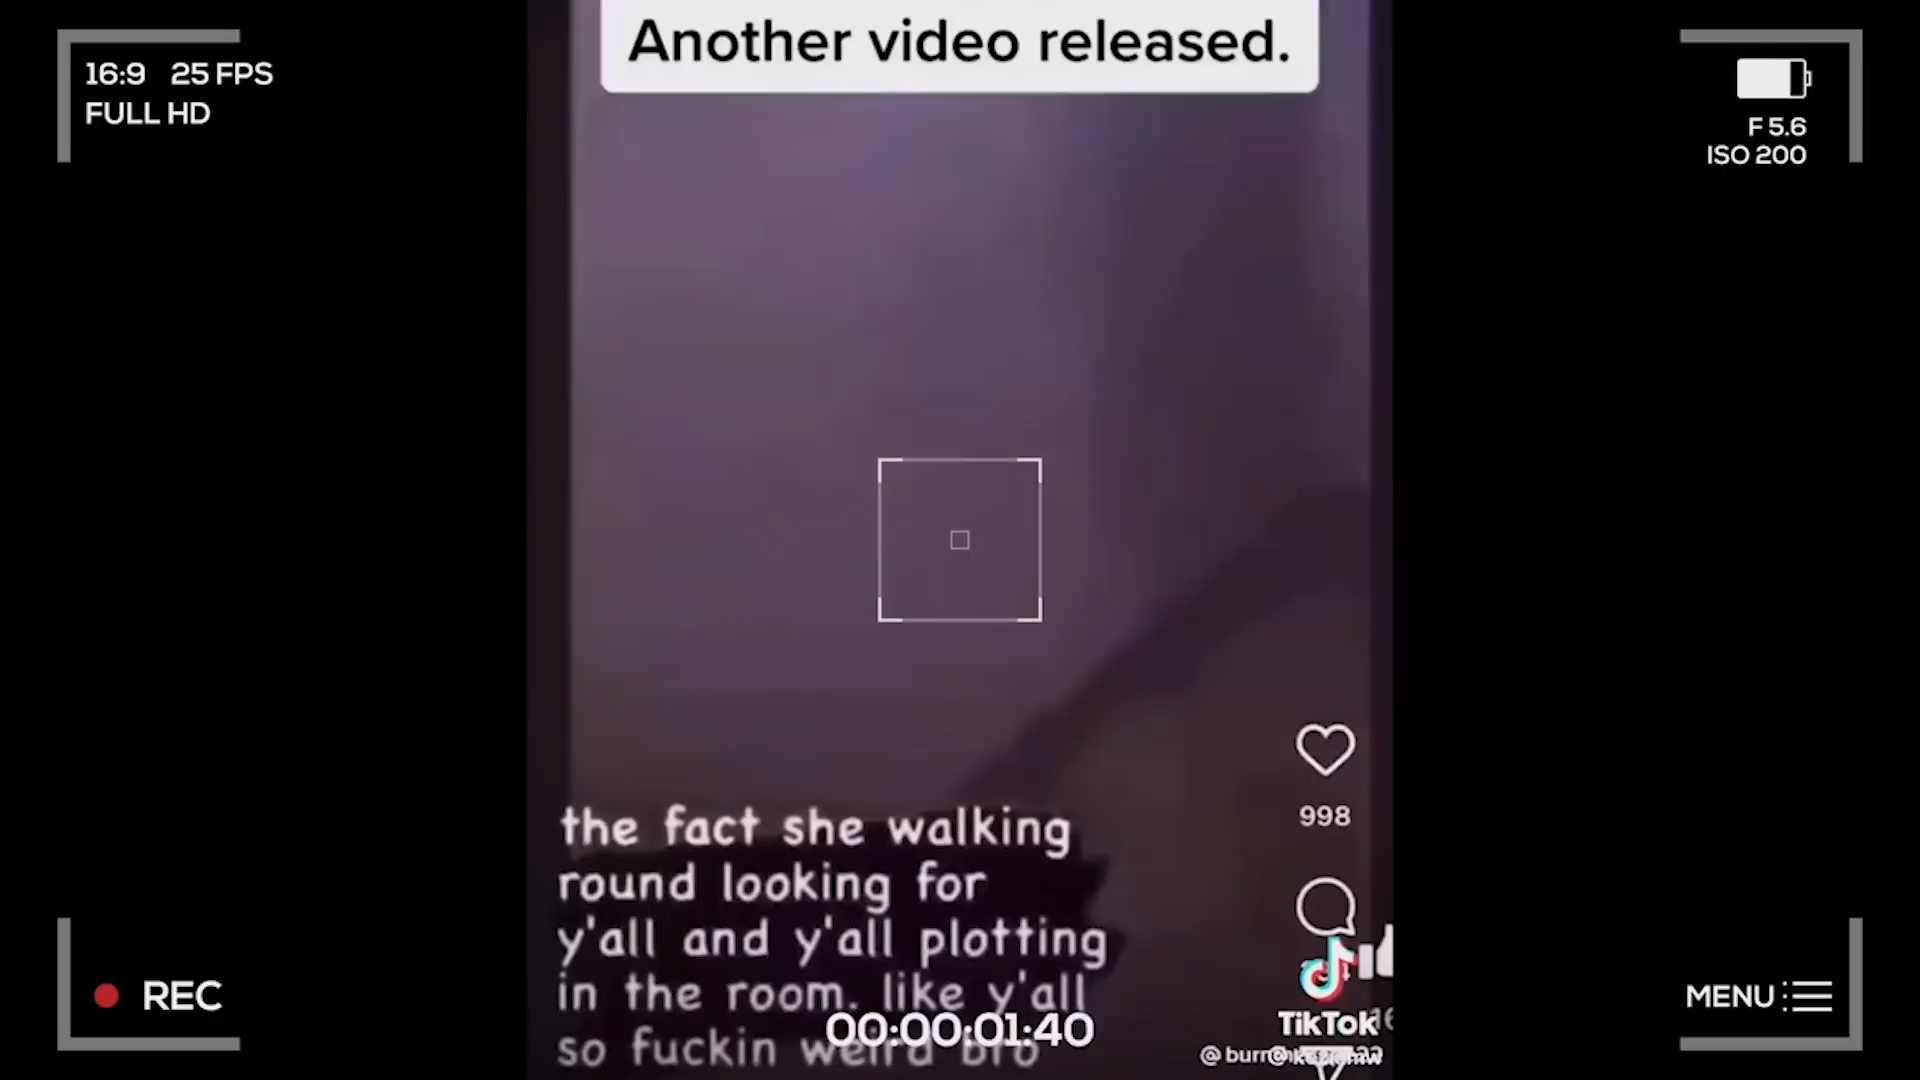 Another video released.
16:9 25 FPS
FULL HD
F 5.6
ISO 200
998
the fact she walking
round looking for
y'all and y'all plotting
in the room. like y'all
so fuckin weird bro
00:00:01:40
REC
MENU
TikTok